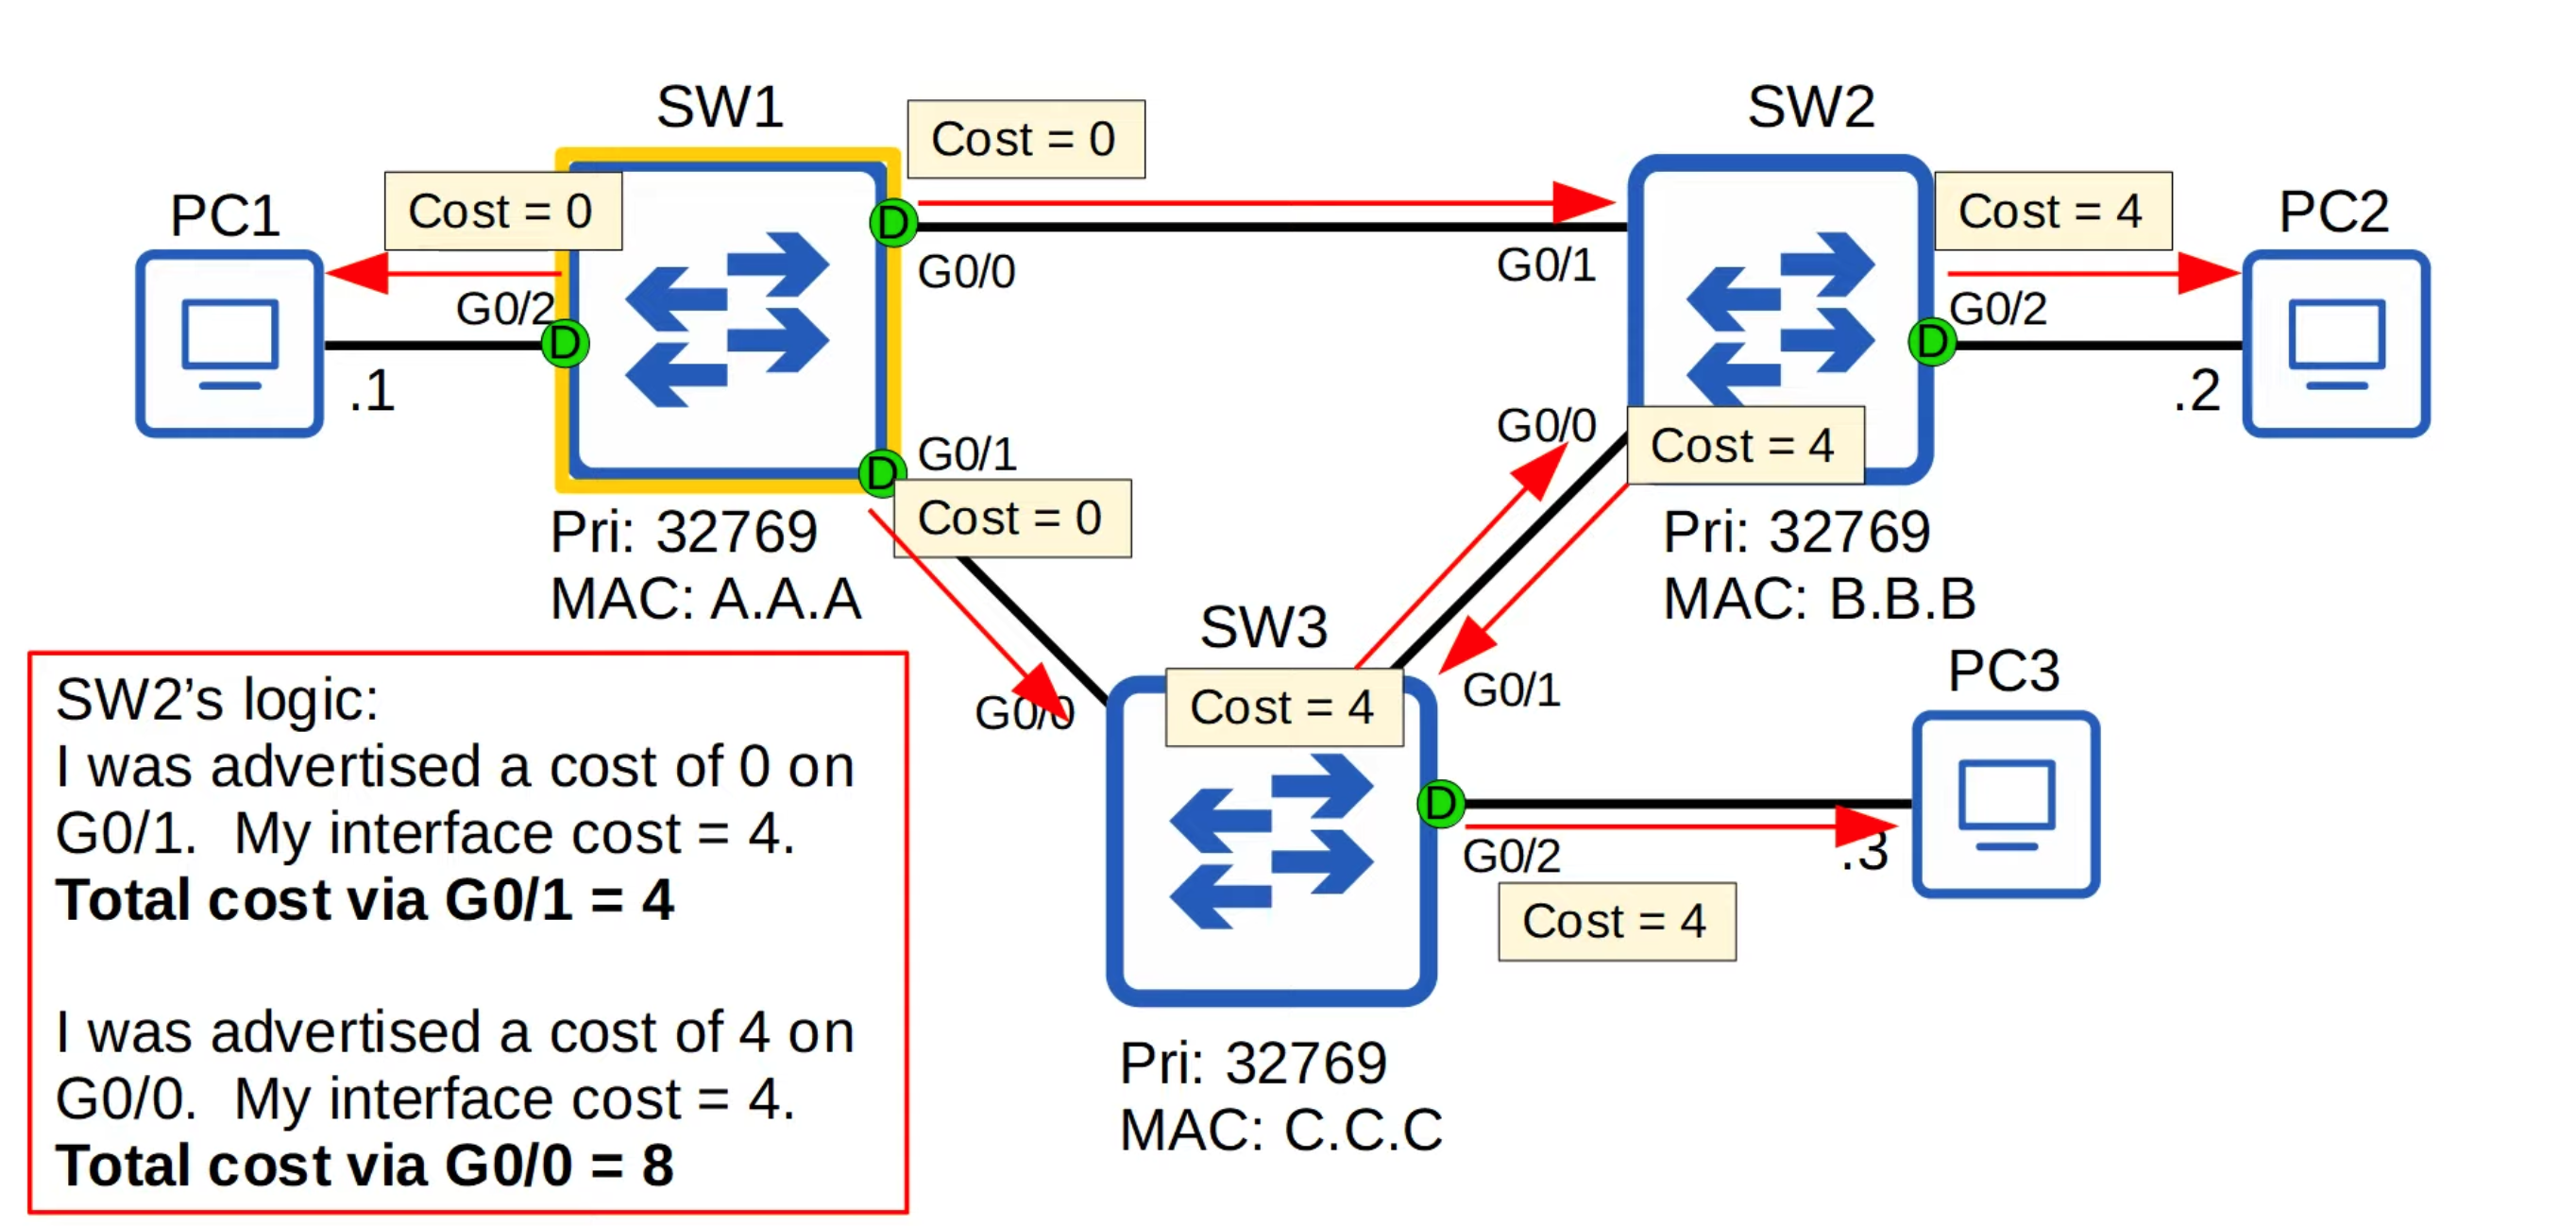 SW1
Cost = 0
SW2
PC1
Cost = 0
Cost = 4
PC2
D
G0/0
G0/1
G0/2
D
G0/2
D
.1
.2
G0/1
D
G0/0
Cost = 4
Cost = 0
Pri: 32769
MAC: A.A.A
Pri: 32769
MAC: B.B.B
SW3
PC3
G0/0
Cost = 4
G0/1
D
G0/2
.3
Cost = 4
Pri: 32769
MAC: C.C.C
SW2’s logic:
I was advertised a cost of 0 on
G0/1.  My interface cost = 4.
Total cost via G0/1 = 4
I was advertised a cost of 4 on
G0/0.  My interface cost = 4.
Total cost via G0/0 = 8